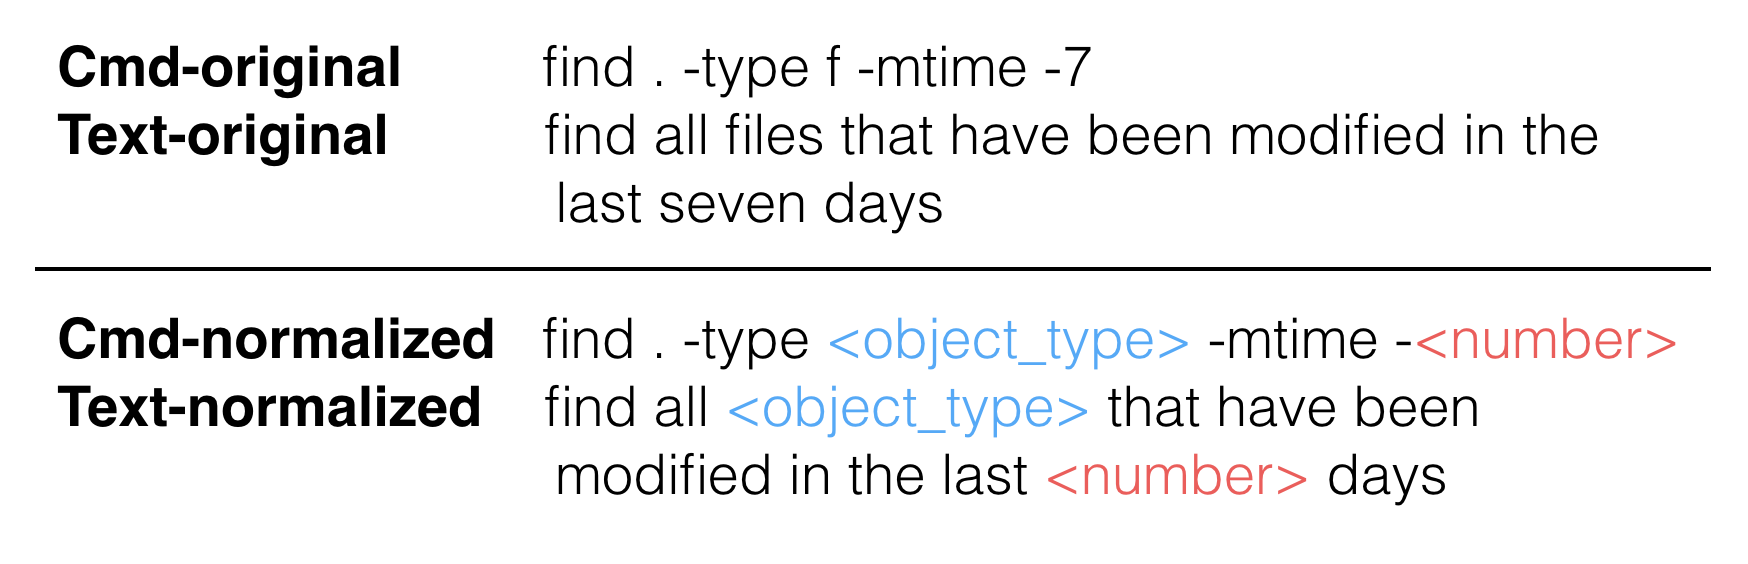 Cmd-original find . -type f -mtime -7
Text-original find all files that have been modified in the
last seven days
Cmd-normalized find . -type <object_type> -mtime -<number>
Text-normalized find all <object_type> that have been
modified in the last <number> days